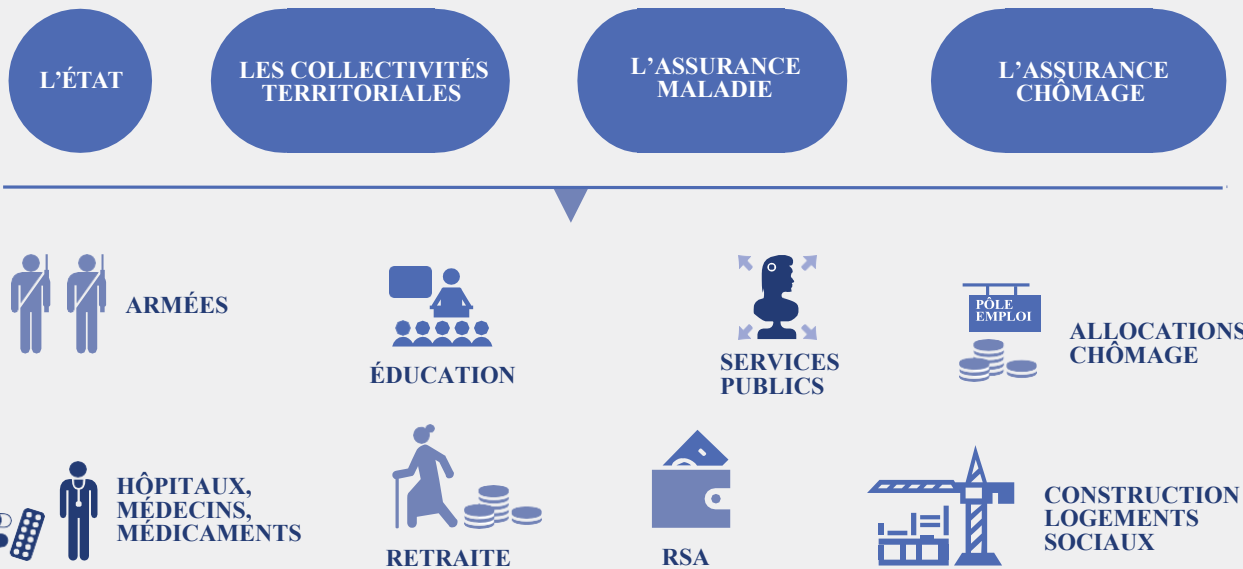 L'ÉTAT
LES COLLECTIVITÉS
TERRITORIALES
L'ASSURANCE
MALADIE
L'ASSURANCE
CHÔMAGE
ARMÉES
ÉDUCATION
SERVICES
PUBLICS
PÔLE
EMPLOI
ALLOCATIONS
CHÔMAGE
HÔPITAUX,
MÉDECINS,
MÉDICAMENTS
RETRAITE
RSA
CONSTRUCTION
LOGEMENTS
SOCIAUX